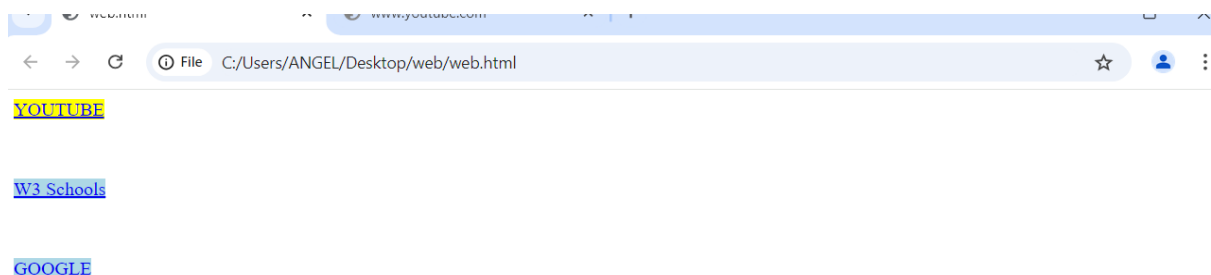 web.html www.youtube.com
File C:/Users/ANGEL/Desktop/web/web.html
YOUTUBE
W3 Schools
GOOGLE